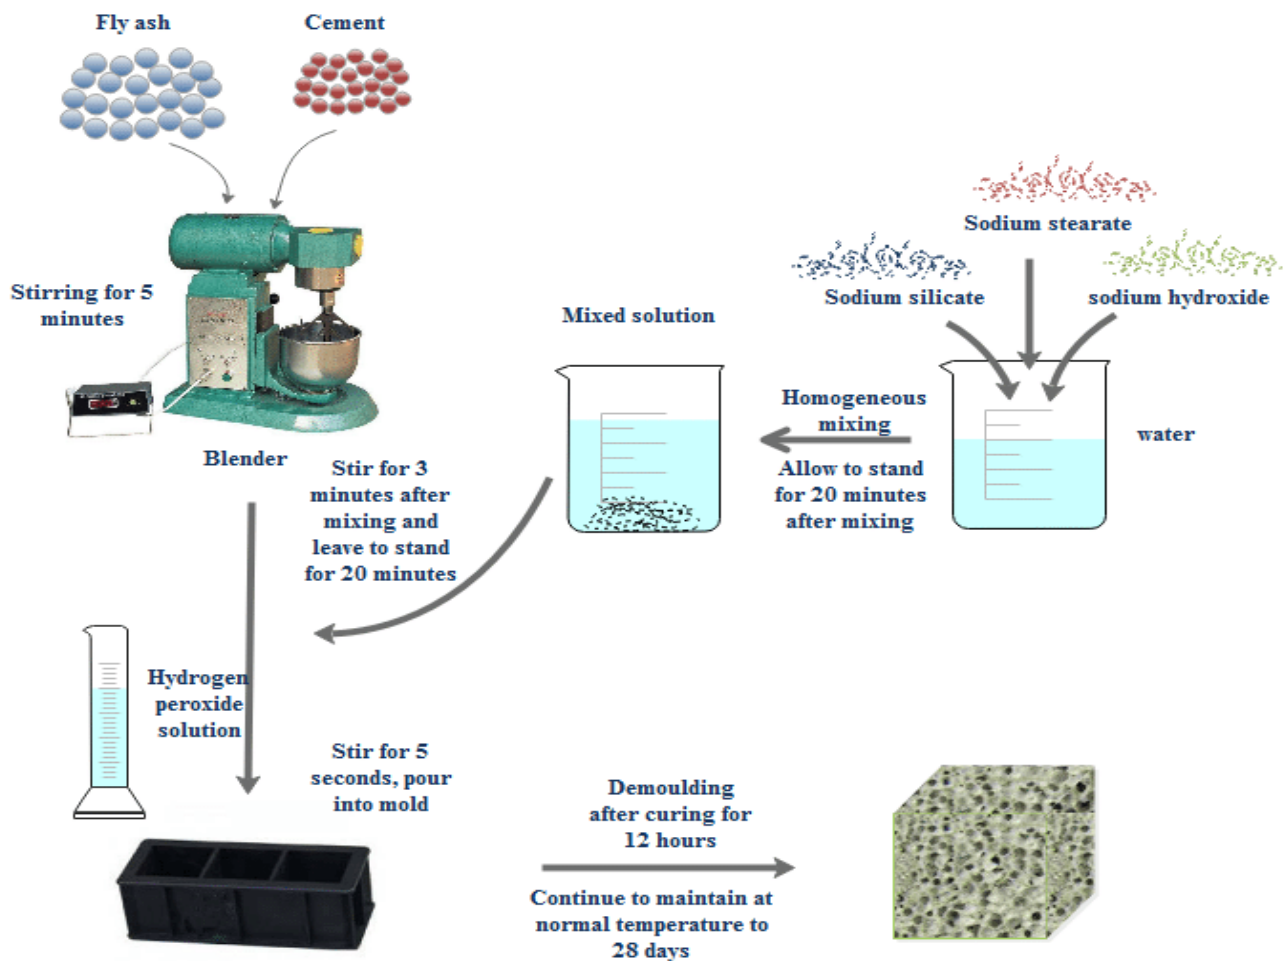 Fly ash
Cement
Stirring for 5
minutes
Blender
Sodium stearate
Sodium silicate
sodium hydroxide
Mixed solution
Homogeneous
mixing
Allow to stand
for 20 minutes
after mixing
water
Stir for 3
minutes after
mixing and
leave to stand
for 20 minutes
Hydrogen
peroxide
solution
Stir for 5
seconds, pour
into mold
Demoulding
after curing for
12 hours
Continue to maintain at
normal temperature to
28 days